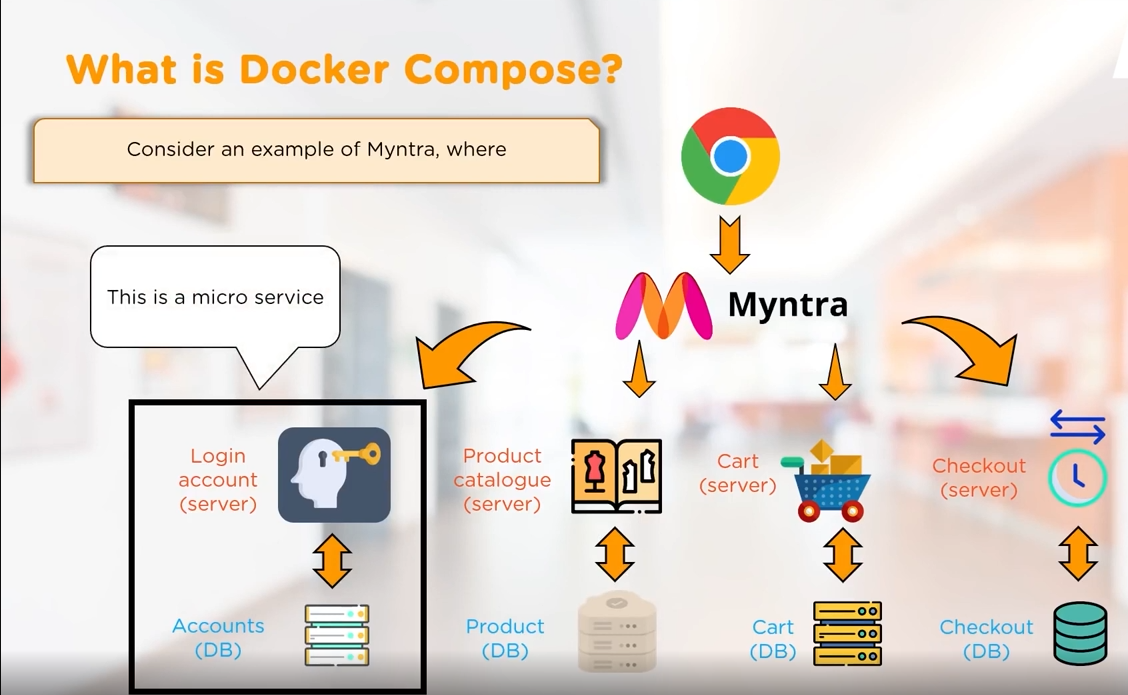 What is Docker Compose?
Consider an example of Myntra, where
This is a micro service
Myntra
Login
account
(server)
Product
catalogue
(server)
Cart
(server)
Checkout
(server)
Accounts
(DB)
Product
(DB)
Cart
(DB)
Checkout
(DB)